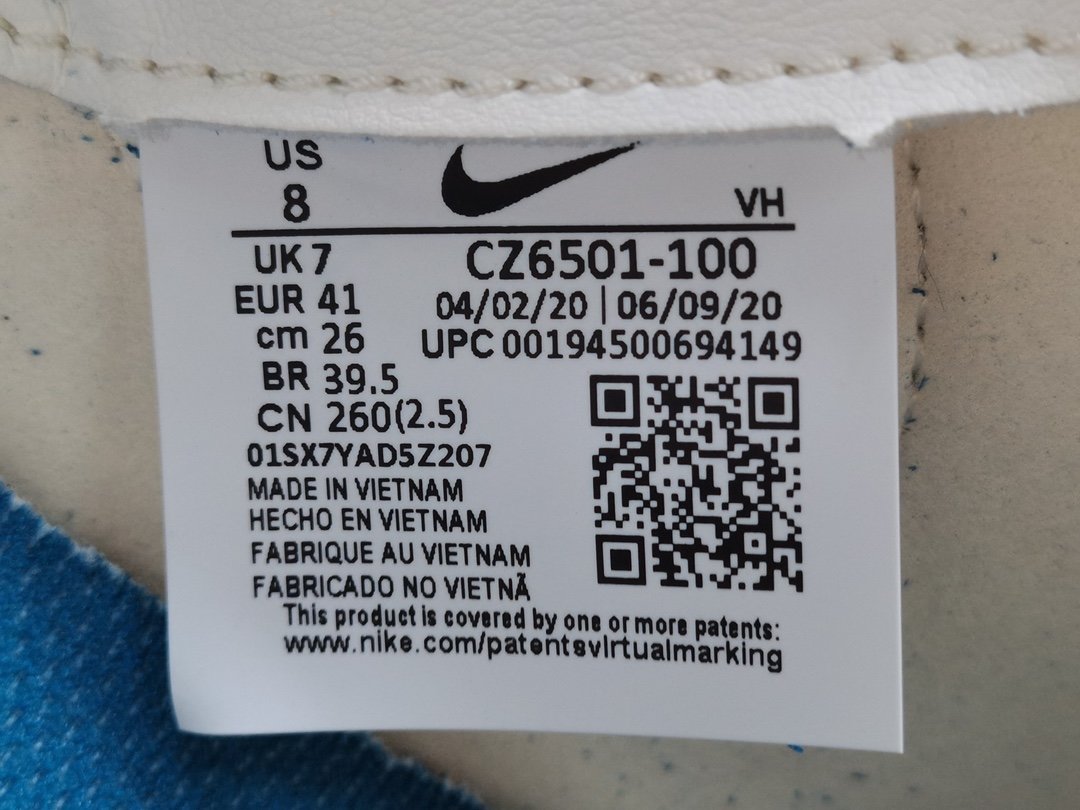 US
8
VH
UK 7
CZ6501-100
EUR 41
04/02/20 | 06/09/20
cm 26
UPC 00194500694149
BR 39.5
CN 260(2.5)
01SX7YAD5Z207
MADE IN VIETNAM
HECHO EN VIETNAM
FABRIQUE AU VIETNAM
FABRICADO NO VIETNÃ
This product is covered by one or more patents:
www.nike.com/patentsvirtualmarking